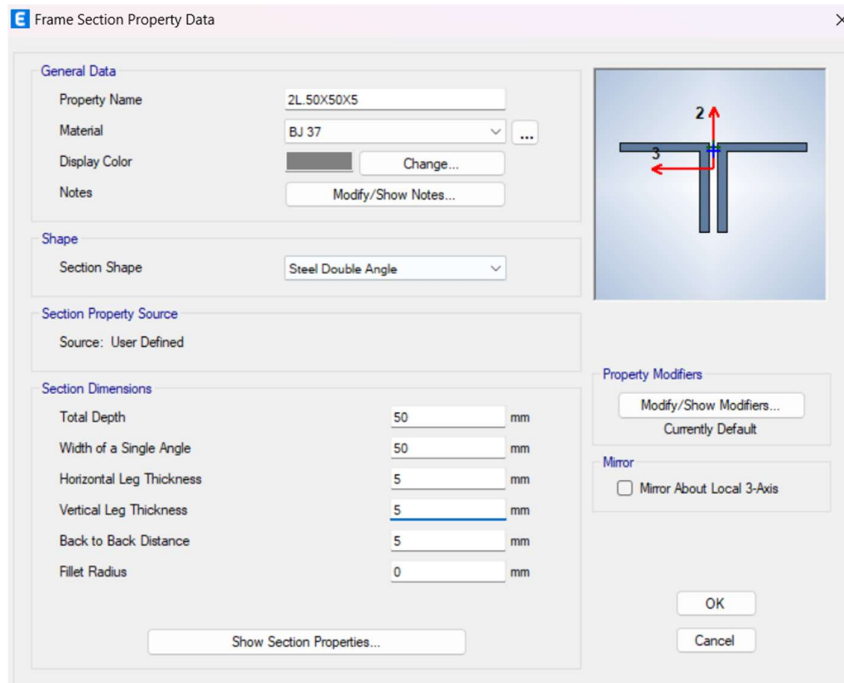 E Frame Section Property Data
General Data
Property Name 2L.50X50X5
Material BJ 37 ...
Display Color Change...
Notes Modify/Show Notes...
Shape
Section Shape Steel Double Angle
Section Property Source
Source: User Defined
Section Dimensions
Total Depth 50 mm
Width of a Single Angle 50 mm
Horizontal Leg Thickness 5 mm
Vertical Leg Thickness 5 mm
Back to Back Distance 5 mm
Fillet Radius 0 mm
Show Section Properties...
2
3
Property Modifiers
Modify/Show Modifiers...
Currently Default
Mirror
Mirror About Local 3-Axis
OK
Cancel